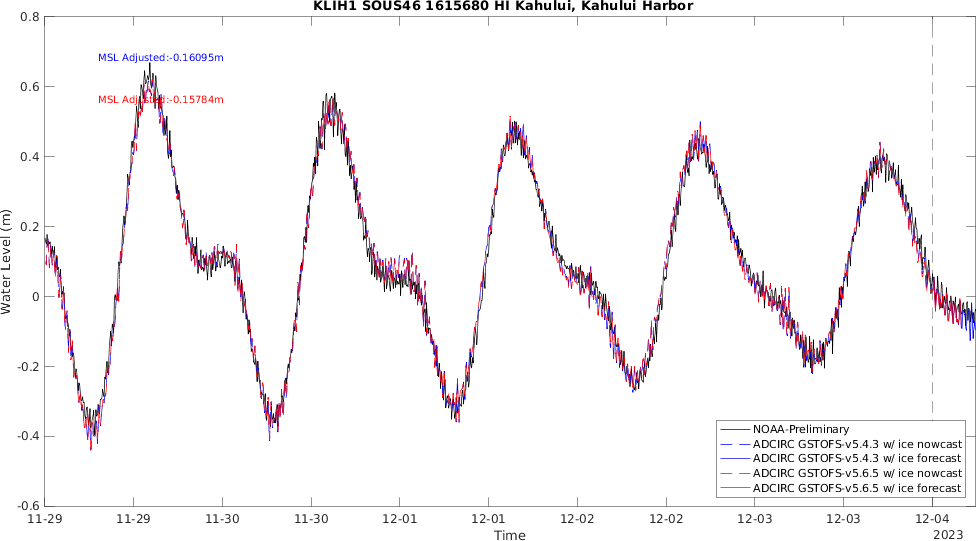 KLIH1 SOUS46 1615680 HI Kahului, Kahului Harbor
0.8
0.6
0.4
0.2
0
-0.2
-0.4
-0.6
Water Level (m)
MSL Adjusted:-0.16095m
MSL Adjusted:-0.15784m
NOAA-Preliminary
ADCIRC GSTOFS-v5.4.3 w/ ice nowcast
ADCIRC GSTOFS-v5.4.3 w/ ice forecast
ADCIRC GSTOFS-v5.6.5 w/ ice nowcast
ADCIRC GSTOFS-v5.6.5 w/ ice forecast
11-29 11-29 11-30 11-30 12-01 12-01 12-02 12-02 12-03 12-03 12-04
2023
Time